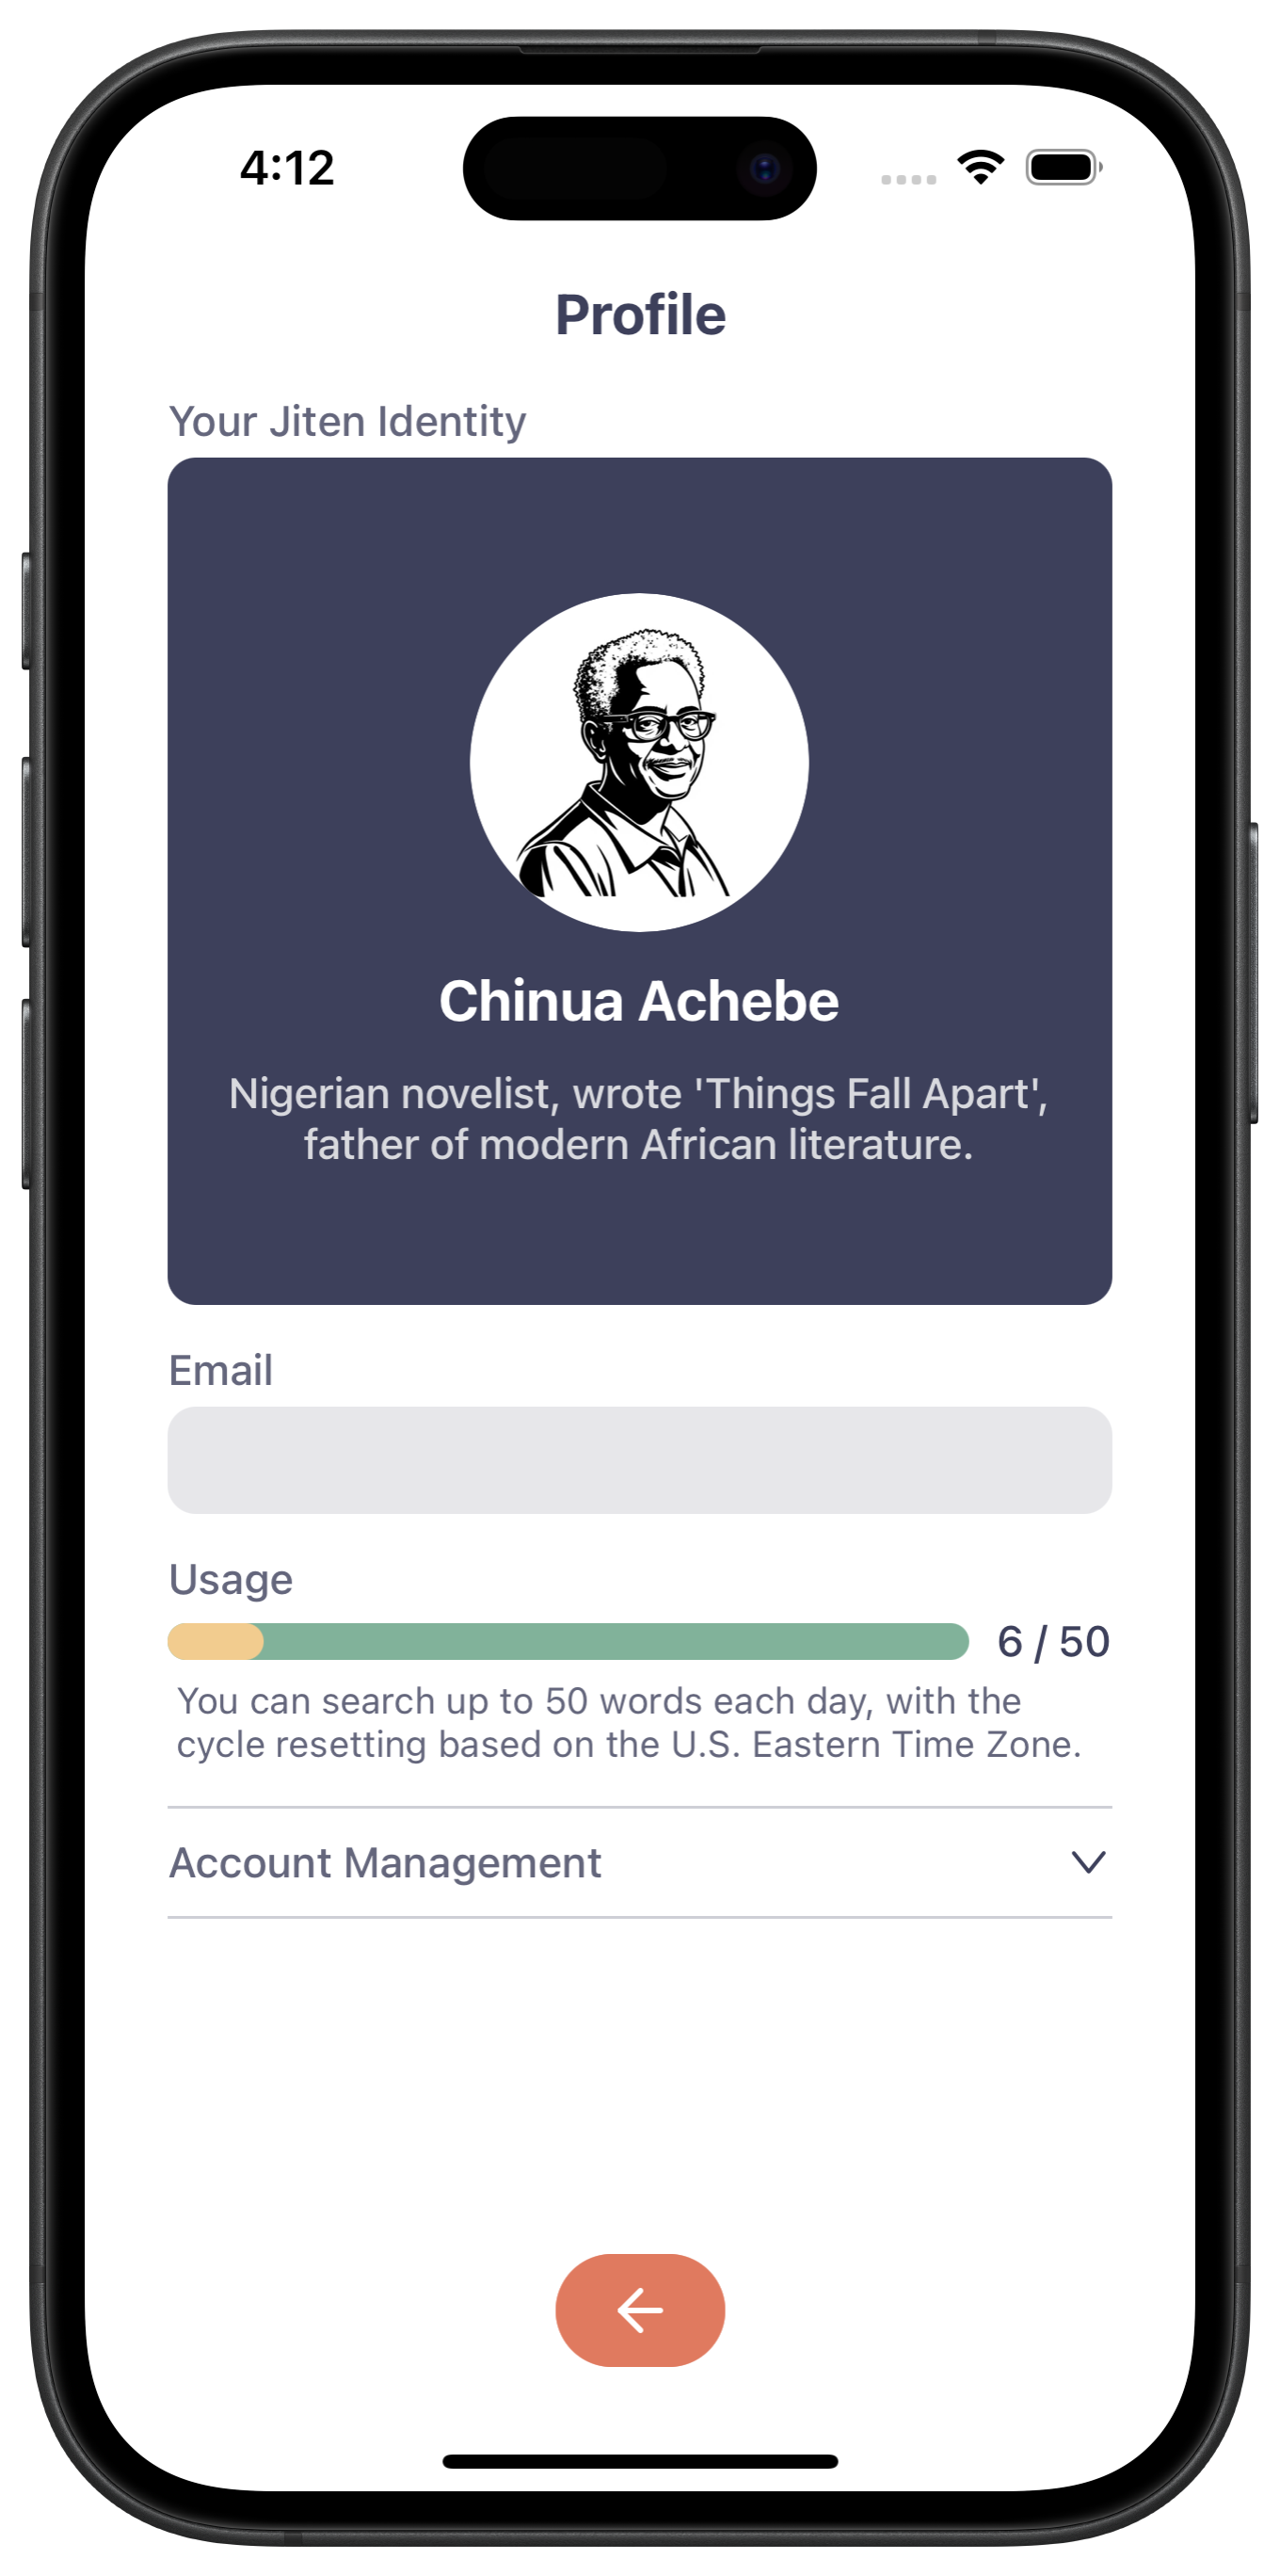 4:12
Profile
Your Jiten Identity
Chinua Achebe
Nigerian novelist, wrote 'Things Fall Apart',
father of modern African literature.
Email
Usage
6 / 50
You can search up to 50 words each day, with the
cycle resetting based on the U.S. Eastern Time Zone.
Account Management